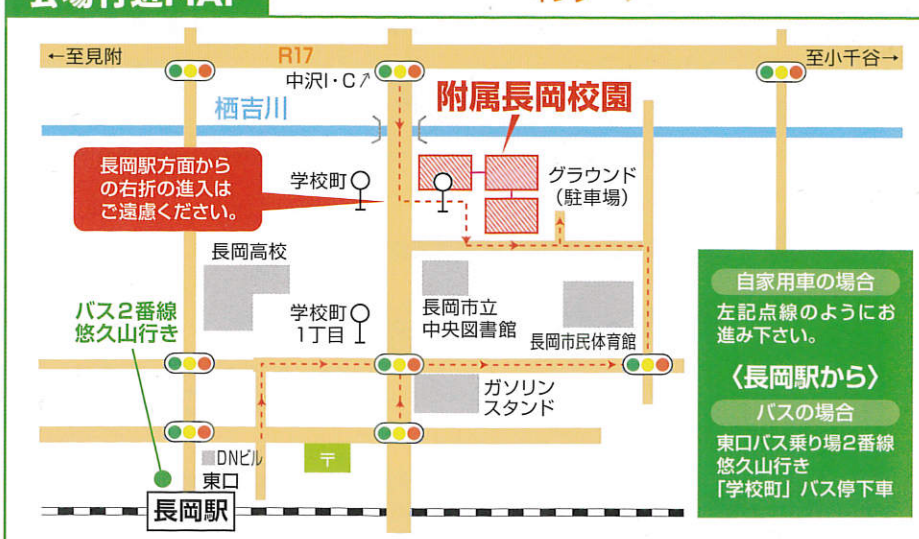 会場付近MAP
←至見附
R17
至小千谷→
中沢I・C↗
栖吉川
附属長岡校園
長岡駅方面から
の右折の進入は
ご遠慮ください。
学校町
グラウンド
(駐車場)
長岡高校
バス2番線
悠久山行き
学校町
1丁目
長岡市立
中央図書館
長岡市民体育館
ガソリン
スタンド
DNビル
東口
〒
長岡駅
自家用車の場合
左記点線のようにお
進み下さい。
〈長岡駅から〉
バスの場合
東口バス乗り場2番線
悠久山行き
「学校町」バス停下車